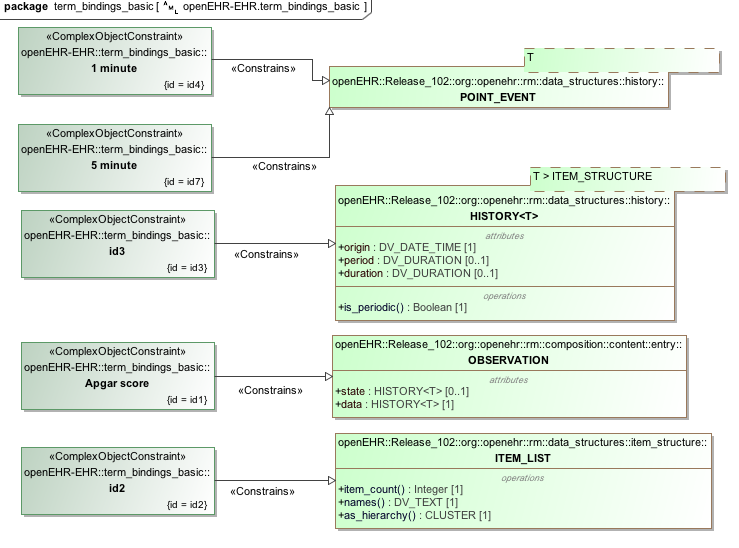 package term_bindings_basic [ AML openEHR-EHR.term_bindings_basic ]
«ComplexObjectConstraint»
openEHR-EHR::term_bindings_basic::
1 minute
{id = id4}
«Constrains»
T
openEHR::Release_102::org::openehr::rm::data_structures::history::
POINT_EVENT
«ComplexObjectConstraint»
openEHR-EHR::term_bindings_basic::
5 minute
{id = id7}
«Constrains»
T > ITEM_STRUCTURE
openEHR::Release_102::org::openehr::rm::data_structures::history::
HISTORY<T>
attributes
+origin : DV_DATE_TIME [1]
+period : DV_DURATION [0..1]
+duration : DV_DURATION [0..1]
operations
+is_periodic() : Boolean [1]
«ComplexObjectConstraint»
openEHR-EHR::term_bindings_basic::
id3
{id = id3}
«Constrains»
«ComplexObjectConstraint»
openEHR-EHR::term_bindings_basic::
Apgar score
{id = id1}
«Constrains»
openEHR::Release_102::org::openehr::rm::composition::content::entry::
OBSERVATION
attributes
+state : HISTORY<T> [0..1]
+data : HISTORY<T> [1]
«ComplexObjectConstraint»
openEHR-EHR::term_bindings_basic::
id2
{id = id2}
«Constrains»
openEHR::Release_102::org::openehr::rm::data_structures::item_structure::
ITEM_LIST
operations
+item_count() : Integer [1]
+names() : DV_TEXT [1]
+as_hierarchy() : CLUSTER [1]